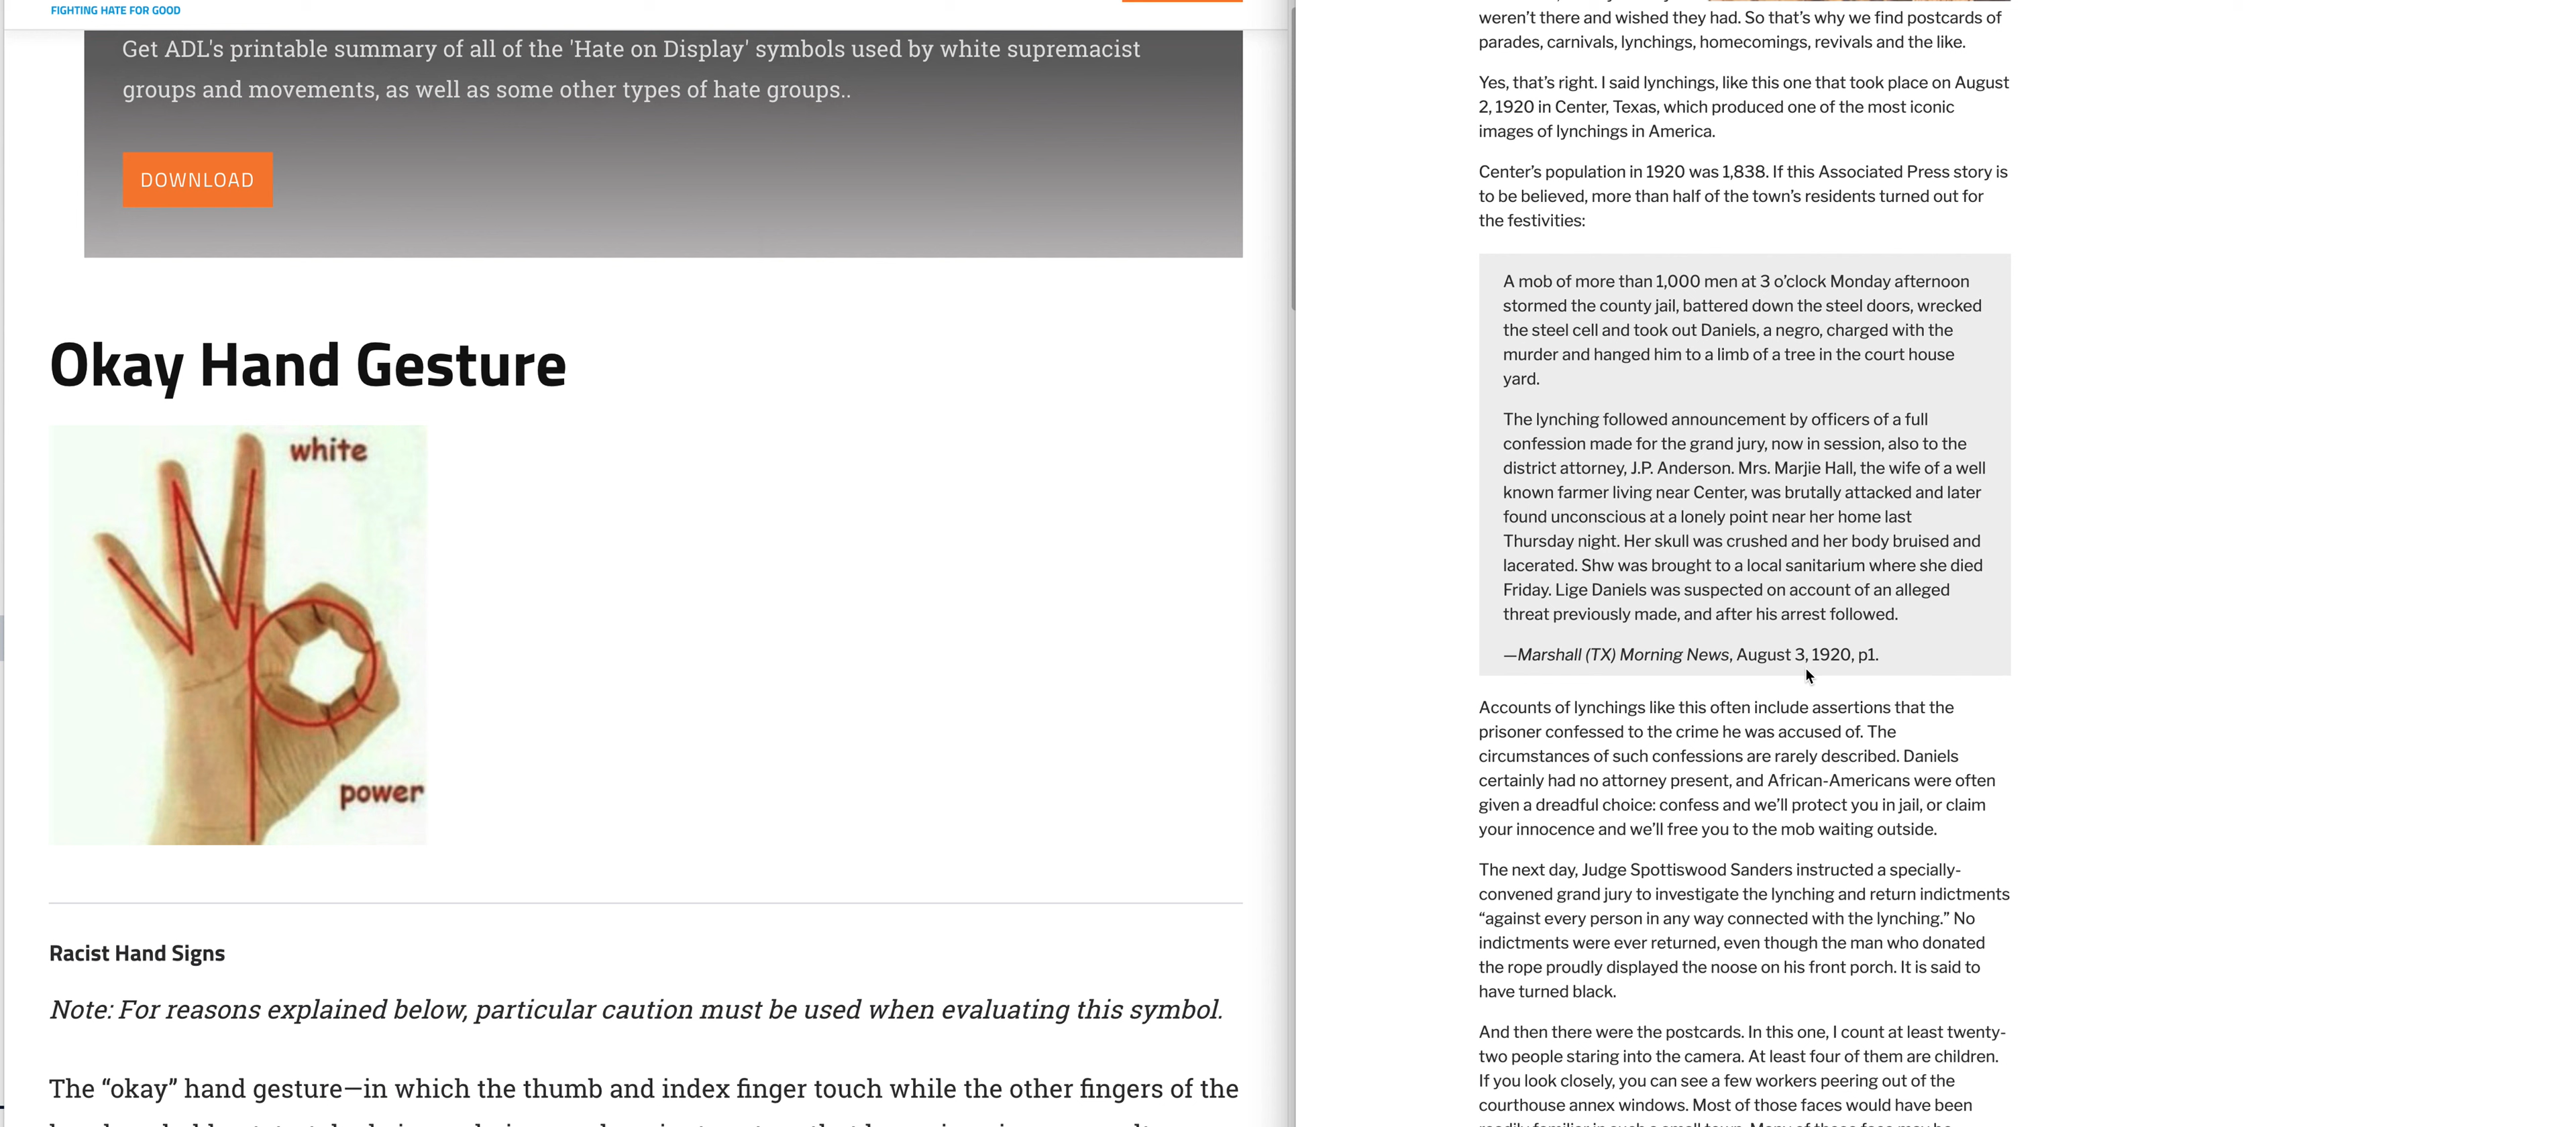 FIGHTING HATE FOR GOOD
Get ADL's printable summary of all of the 'Hate on Display' symbols used by white supremacist
groups and movements, as well as some other types of hate groups..
DOWNLOAD
Okay Hand Gesture
white
power
Racist Hand Signs
Note: For reasons explained below, particular caution must be used when evaluating this symbol.
The “okay” hand gesture—in which the thumb and index finger touch while the other fingers of the
weren’t there and wished they had. So that’s why we find postcards of
parades, carnivals, lynchings, homecomings, revivals and the like.
Yes, that’s right. I said lynchings, like this one that took place on August
2, 1920 in Center, Texas, which produced one of the most iconic
images of lynchings in America.
Center’s population in 1920 was 1,838. If this Associated Press story is
to be believed, more than half of the town’s residents turned out for
the festivities:
A mob of more than 1,000 men at 3 o’clock Monday afternoon
stormed the county jail, battered down the steel doors, wrecked
the steel cell and took out Daniels, a negro, charged with the
murder and hanged him to a limb of a tree in the court house
yard.
The lynching followed announcement by officers of a full
confession made for the grand jury, now in session, also to the
district attorney, J.P. Anderson. Mrs. Marjie Hall, the wife of a well
known farmer living near Center, was brutally attacked and later
found unconscious at a lonely point near her home last
Thursday night. Her skull was crushed and her body bruised and
lacerated. Shw was brought to a local sanitarium where she died
Friday. Lige Daniels was suspected on account of an alleged
threat previously made, and after his arrest followed.
—Marshall (TX) Morning News, August 3, 1920, p1.
Accounts of lynchings like this often include assertions that the
prisoner confessed to the crime he was accused of. The
circumstances of such confessions are rarely described. Daniels
certainly had no attorney present, and African-Americans were often
given a dreadful choice: confess and we’ll protect you in jail, or claim
your innocence and we’ll free you to the mob waiting outside.
The next day, Judge Spottiswood Sanders instructed a specially-
convened grand jury to investigate the lynching and return indictments
“against every person in any way connected with the lynching.” No
indictments were ever returned, even though the man who donated
the rope proudly displayed the noose on his front porch. It is said to
have turned black.
And then there were the postcards. In this one, I count at least twenty-
two people staring into the camera. At least four of them are children.
If you look closely, you can see a few workers peering out of the
courthouse annex windows. Most of those faces would have been